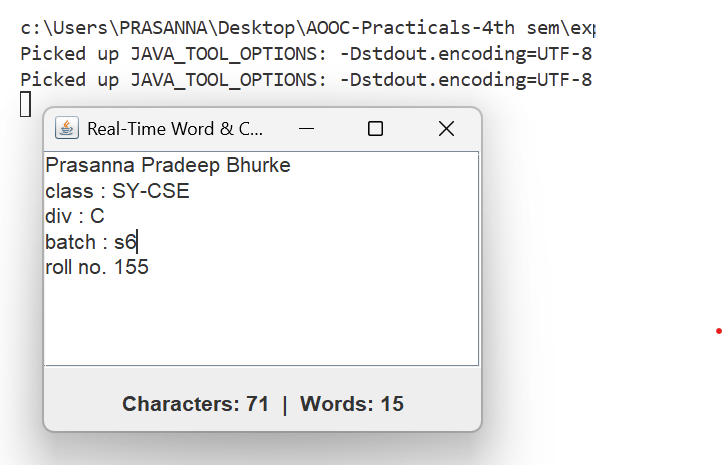 c:\Users\PRASANNA\Desktop\AOOC-Practicals-4th sem\exp
Picked up JAVA_TOOL_OPTIONS: -Dstdout.encoding=UTF-8
Picked up JAVA_TOOL_OPTIONS: -Dstdout.encoding=UTF-8
Real-Time Word & C...
Prasanna Pradeep Bhurke
class : SY-CSE
div : C
batch : s6
roll no. 155
Characters: 71 | Words: 15